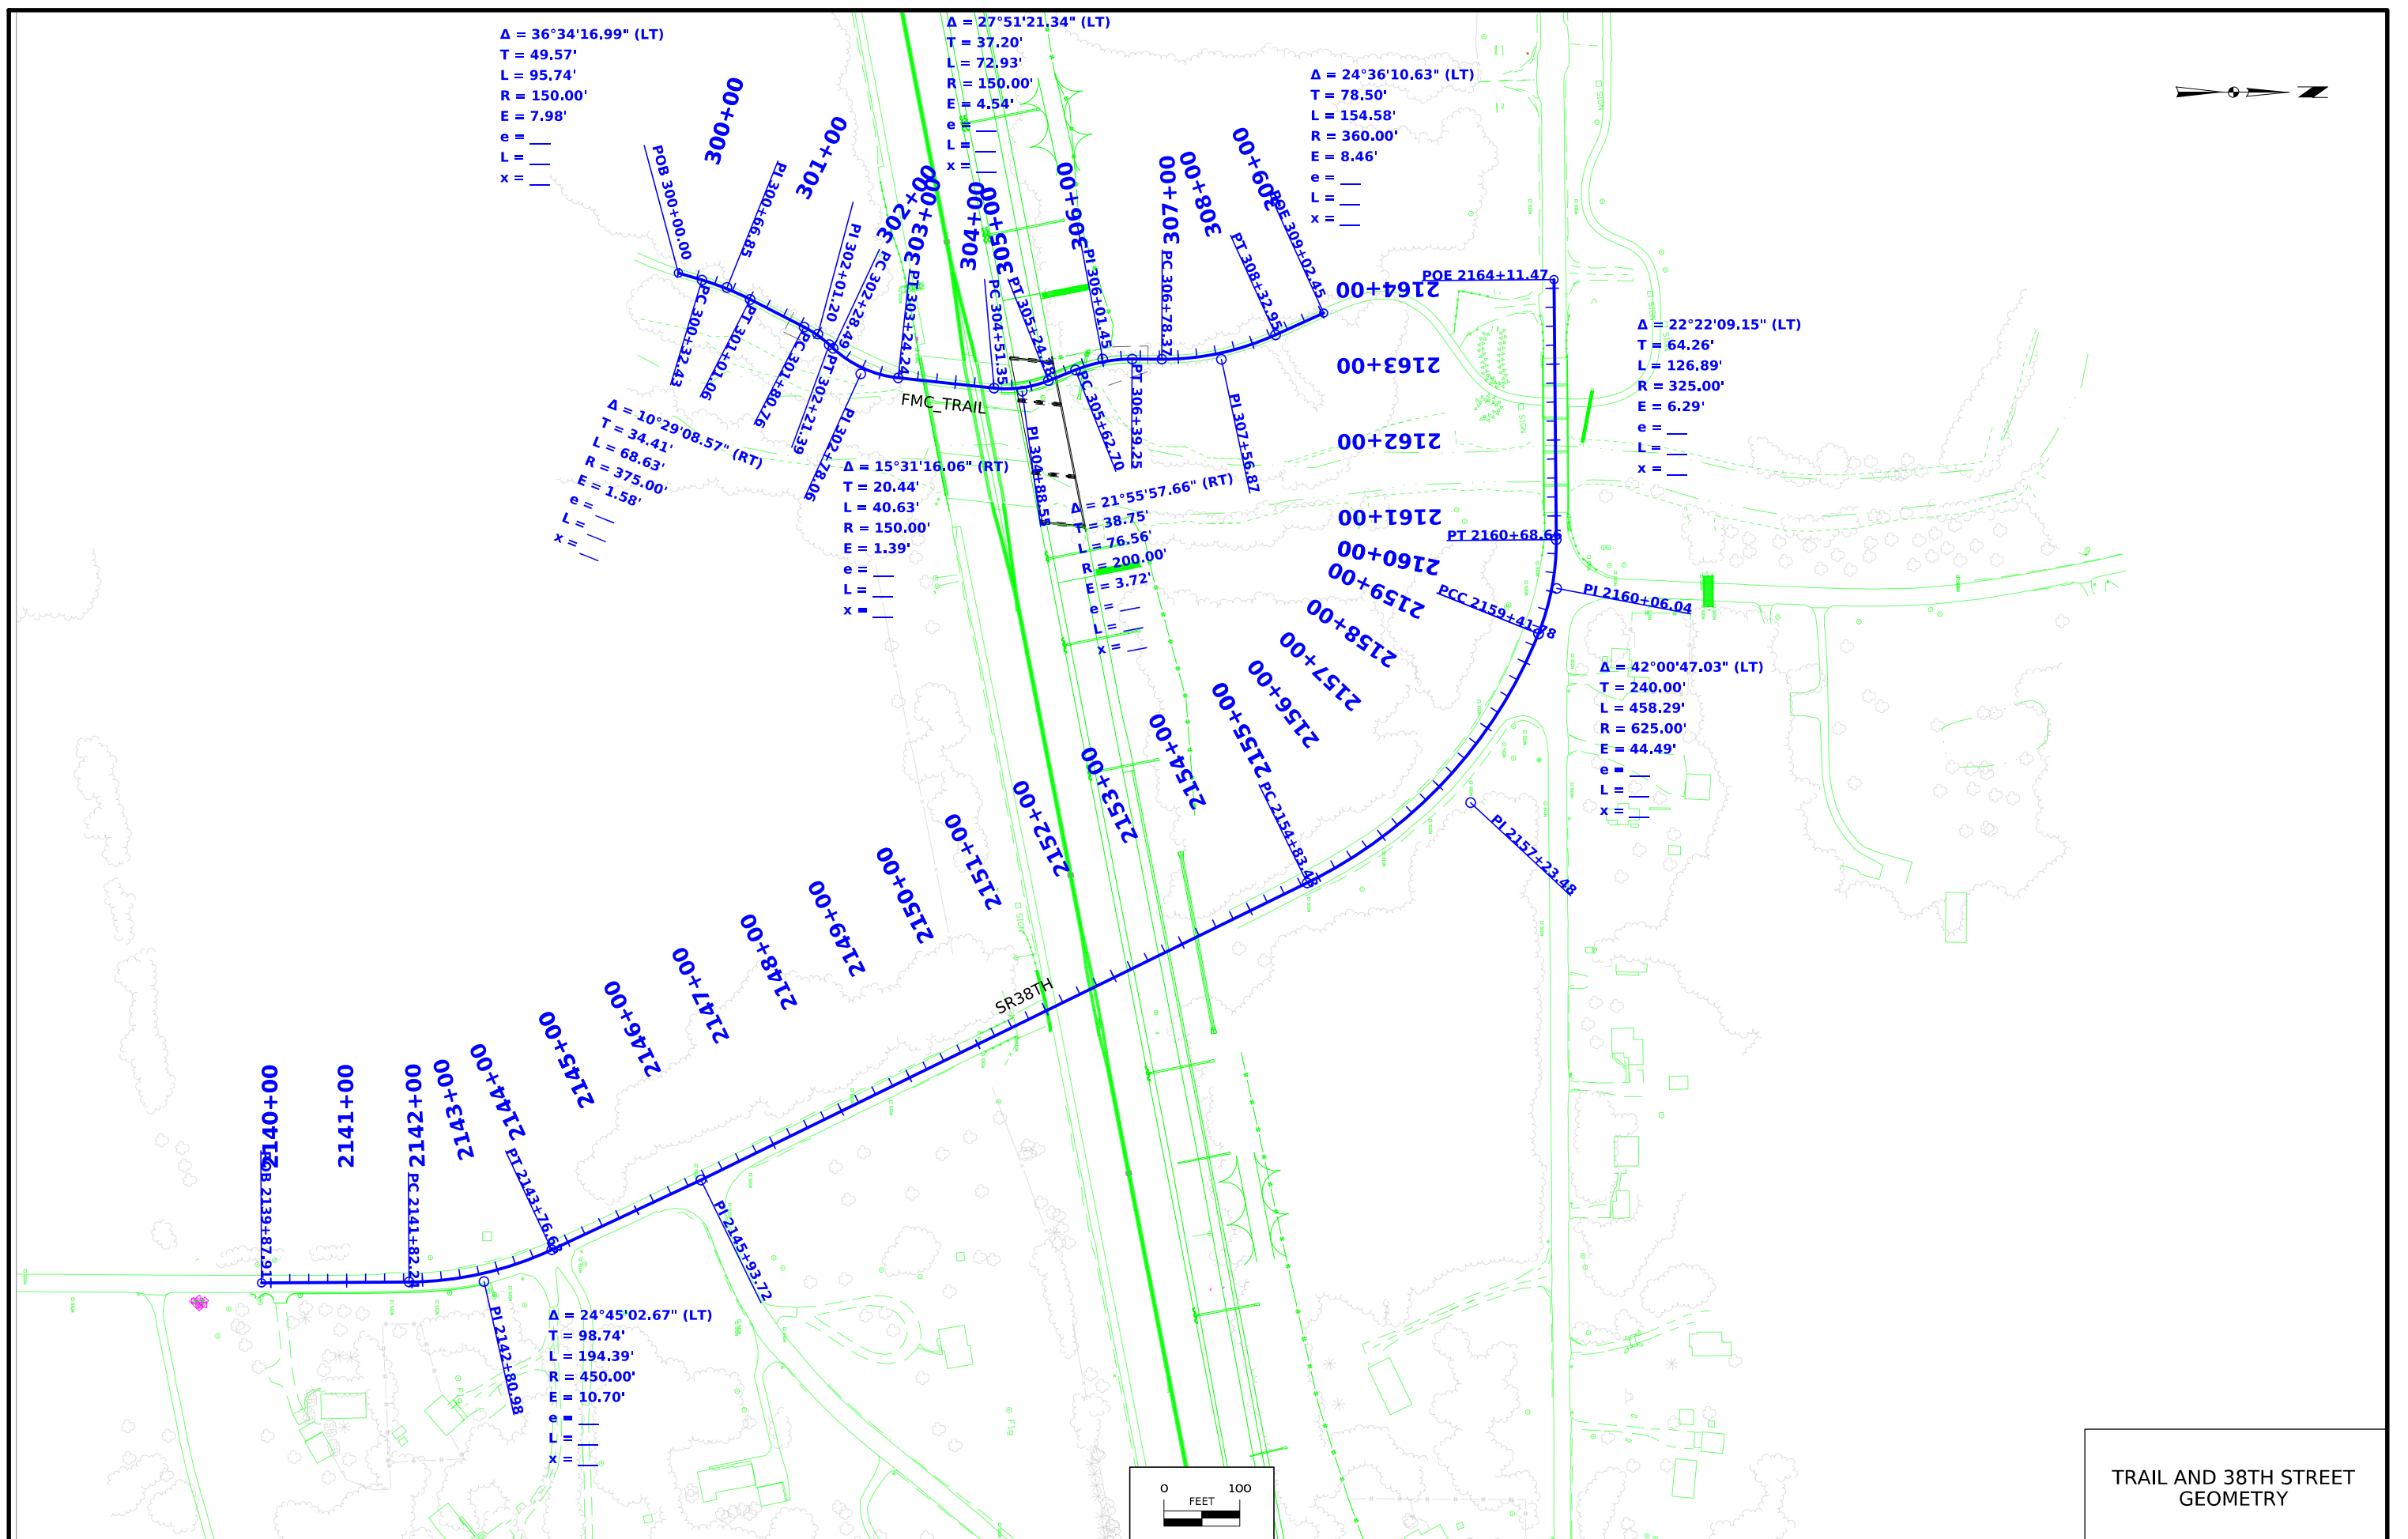 Δ = 36°34'16.99" (LT)
T = 49.57'
L = 95.74'
R = 150.00'
E = 7.98'
e = ___
L = ___
x = ___
Δ = 27°51'21.34" (LT)
T = 37.20'
L = 72.93'
R = 150.00'
E = 4.54'
e = ___
L = ___
x = ___
Δ = 24°36'10.63" (LT)
T = 78.50'
L = 154.58'
R = 360.00'
E = 8.46'
e = ___
L = ___
x = ___
300+00
301+00
302+00
303+00
304+00
305+00
306+00
307+00
308+00
309+00
POB 300+00.00
PI 300+66.85
PI 302+01.20
PC 302+28.49
PT 303+24.24
PC 304+51.35
PT 305+24.28
PI 306+01.45
PC 306+78.37
PT 308+32.95
POE 309+02.45
PC 300+32.43
PT 301+01.06
PC 301+80.76
PT 302+21.39
PI 302+78.06
PI 304+88.55
PC 305+62.70
PT 306+39.25
PI 307+56.87
FMC_TRAIL
Δ = 10°29'08.57" (RT)
T = 34.41'
L = 68.63'
R = 375.00'
E = 1.58'
e = ___
L = ___
x = ___
Δ = 15°31'16.06" (RT)
T = 20.44'
L = 40.63'
R = 150.00'
E = 1.39'
e = ___
L = ___
x = ___
Δ = 21°55'57.66" (RT)
T = 38.75'
L = 76.56'
R = 200.00'
E = 3.72'
e = ___
L = ___
x = ___
POE 2164+11.47
2164+00
2163+00
2162+00
2161+00
2160+00
2159+00
2158+00
2157+00
2156+00
2155+00
2154+00
2153+00
2152+00
2151+00
2150+00
2149+00
2148+00
2147+00
2146+00
2145+00
2144+00
2143+00
2142+00
2141+00
2140+00
Δ = 22°22'09.15" (LT)
T = 64.26'
L = 126.89'
R = 325.00'
E = 6.29'
e = ___
L = ___
x = ___
PT 2160+68.66
PI 2160+06.04
PCC 2159+41.78
Δ = 42°00'47.03" (LT)
T = 240.00'
L = 458.29'
R = 625.00'
E = 44.49'
e = ___
L = ___
x = ___
PI 2157+23.48
PC 2154+83.48
SR38TH
PI 2145+93.72
PT 2143+76.63
PI 2142+80.98
PC 2141+82.24
POB 2139+87.91
Δ = 24°45'02.67" (LT)
T = 98.74'
L = 194.39'
R = 450.00'
E = 10.70'
e = ___
L = ___
x = ___
SIGN
SIGN
SIGN
SIGN
SIGN
Flg
Flg
N
0 100
FEET
TRAIL AND 38TH STREET
GEOMETRY